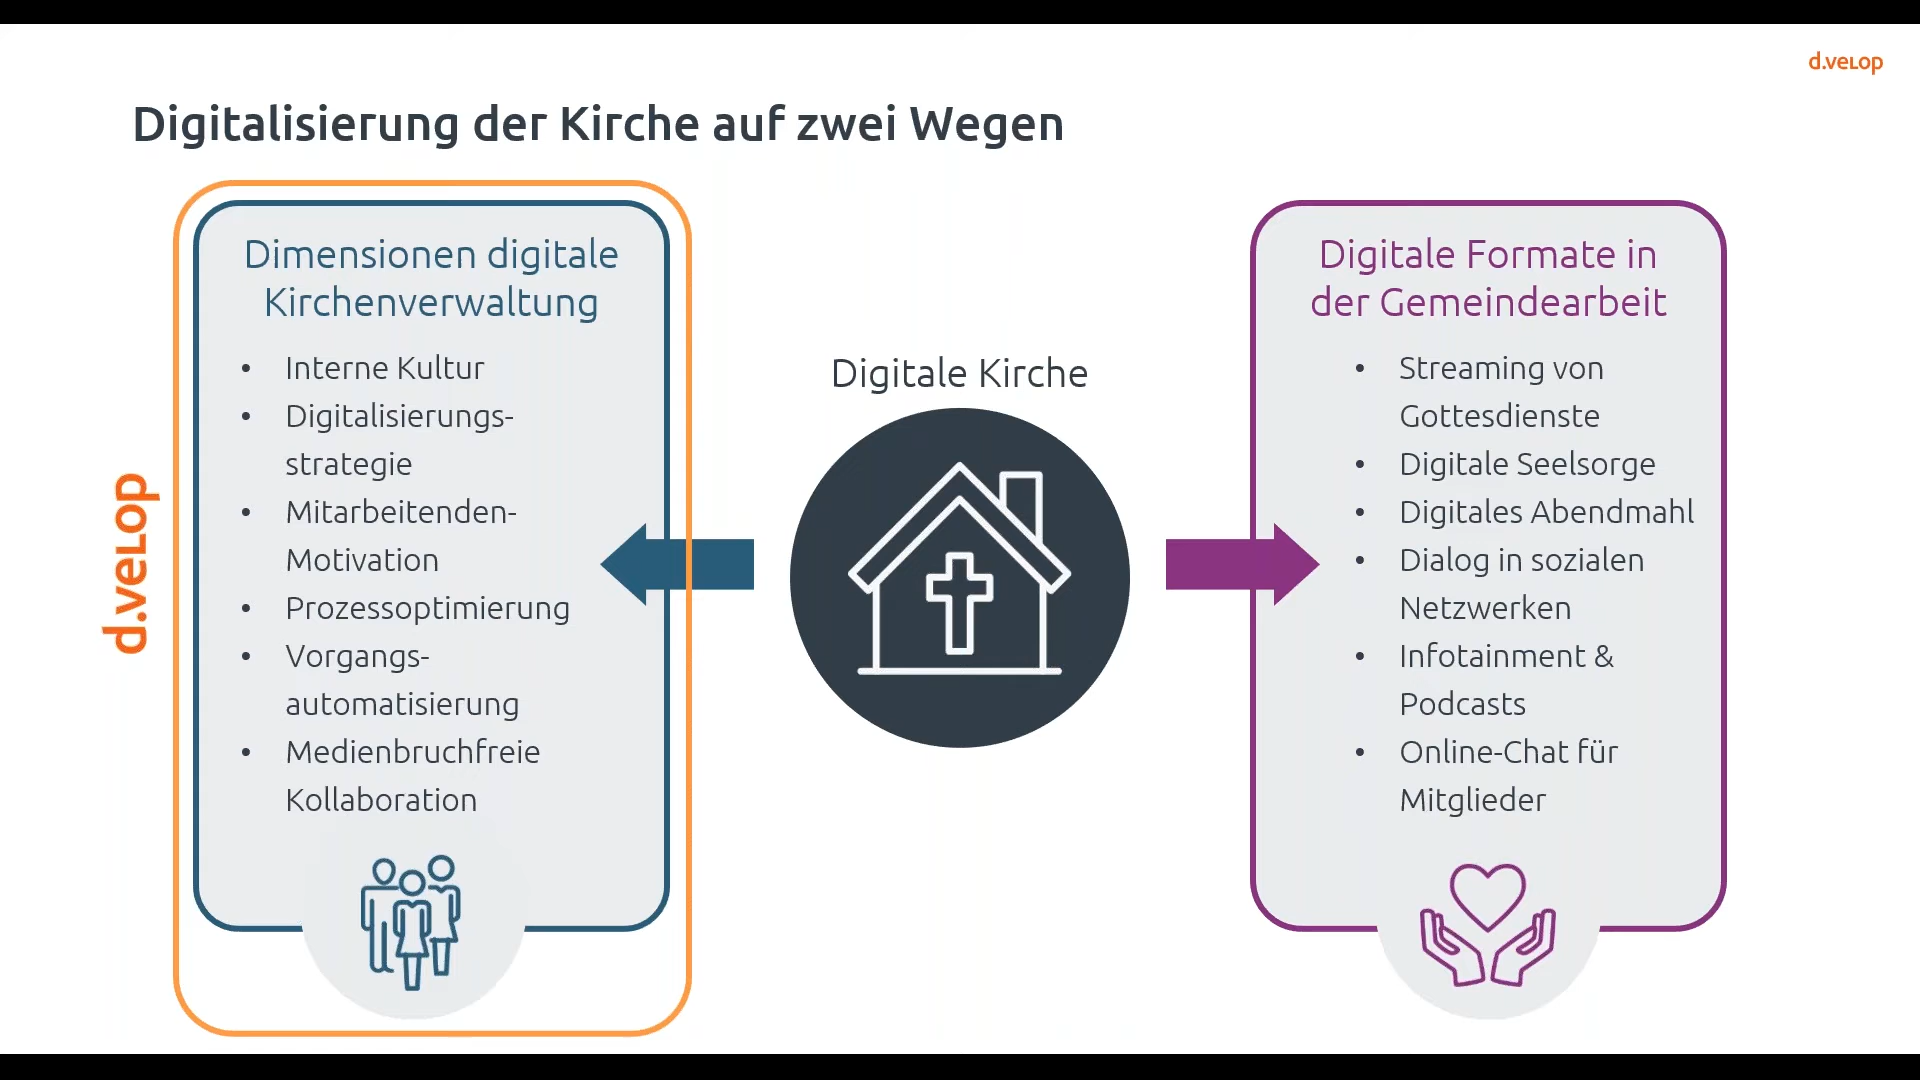 d.velop
Digitalisierung der Kirche auf zwei Wegen
d.velop
Dimensionen digitale
Kirchenverwaltung
• Interne Kultur
• Digitalisierungs-
strategie
• Mitarbeitenden-
Motivation
• Prozessoptimierung
• Vorgangs-
automatisierung
• Medienbruchfreie
Kollaboration
Digitale Kirche
Digitale Formate in
der Gemeindearbeit
• Streaming von
Gottesdienste
• Digitale Seelsorge
• Digitales Abendmahl
• Dialog in sozialen
Netzwerken
• Infotainment &
Podcasts
• Online-Chat für
Mitglieder